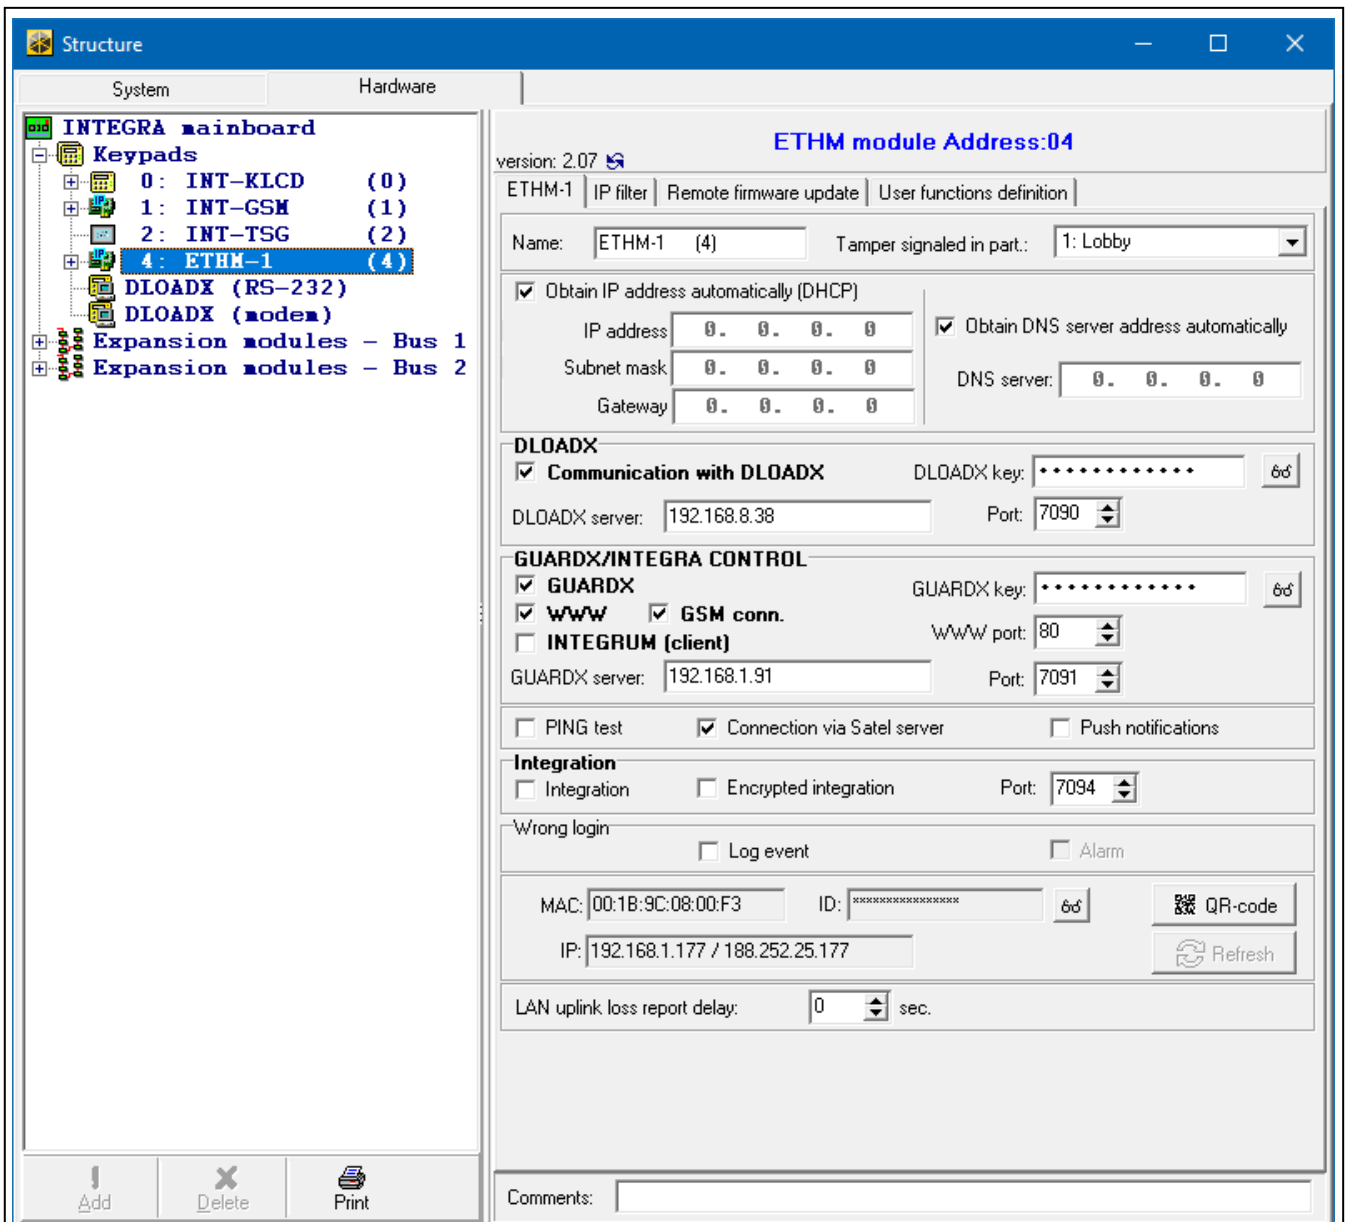 Structure
System Hardware
INTEGRA mainboard
Keypads
0: INT-KLCD (0)
1: INT-GSM (1)
2: INT-TSG (2)
4: ETHM-1 (4)
DLOADX (RS-232)
DLOADX (modem)
Expansion modules - Bus 1
Expansion modules - Bus 2
Add Delete Print
ETHM module Address:04
version: 2.07
ETHM-1 IP filter Remote firmware update User functions definition
Name: ETHM-1 (4) Tamper signaled in part.: 1: Lobby
Obtain IP address automatically (DHCP)
IP address 0. 0. 0. 0 Obtain DNS server address automatically
Subnet mask 0. 0. 0. 0 DNS server: 0. 0. 0. 0
Gateway 0. 0. 0. 0
DLOADX
Communication with DLOADX DLOADX key: ••••••••••••
DLOADX server: 192.168.8.38 Port: 7090
GUARDX/INTEGRA CONTROL
GUARDX GUARDX key: ••••••••••••
WWW GSM conn. WWW port: 80
INTEGRUM (client)
GUARDX server: 192.168.1.91 Port: 7091
PING test Connection via Satel server Push notifications
Integration
Integration Encrypted integration Port: 7094
Wrong login
Log event Alarm
MAC: 00:1B:9C:08:00:F3 ID: **************** QR-code
IP: 192.168.1.177 / 188.252.25.177 Refresh
LAN uplink loss report delay: 0 sec.
Comments: